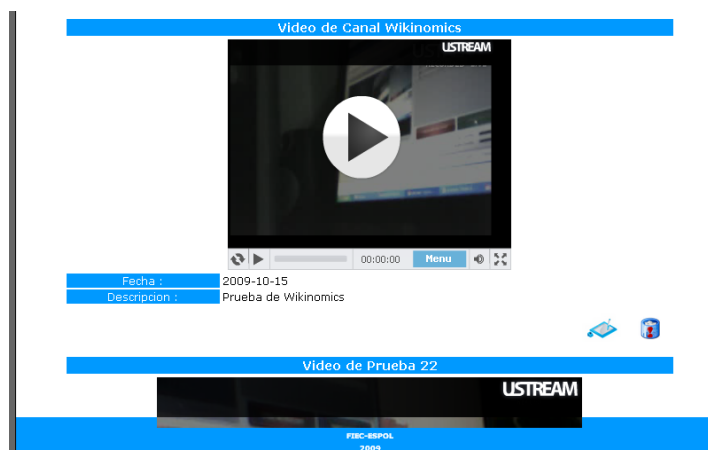 Video de Canal Wikinomics
USTREAM
00:00:00 Menu
Fecha : 2009-10-15
Descripcion : Prueba de Wikinomics
Video de Prueba 22
USTREAM
FIEC-ESPOL
2009